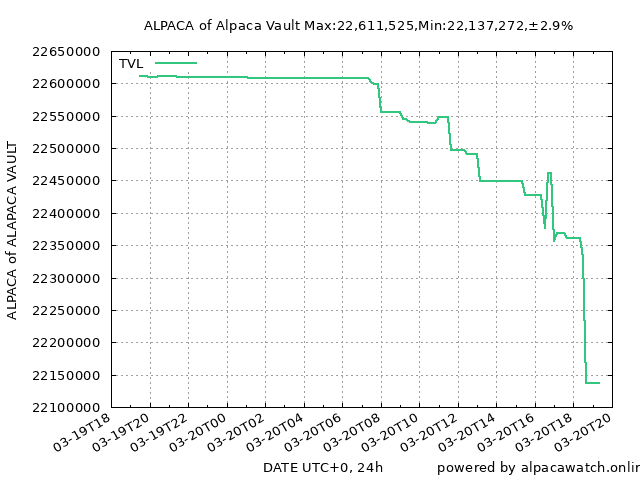 ALPACA of Alpaca Vault Max:22,611,525,Min:22,137,272,±2.9%
TVL
22650000
22600000
22550000
22500000
22450000
22400000
22350000
22300000
22250000
22200000
22150000
22100000
ALPACA of ALAPACA VAULT
03-19T18
03-19T20
03-19T22
03-20T00
03-20T02
03-20T04
03-20T06
03-20T08
03-20T10
03-20T12
03-20T14
03-20T16
03-20T18
03-20T20
DATE UTC+0, 24h
powered by alpacawatch.onlin